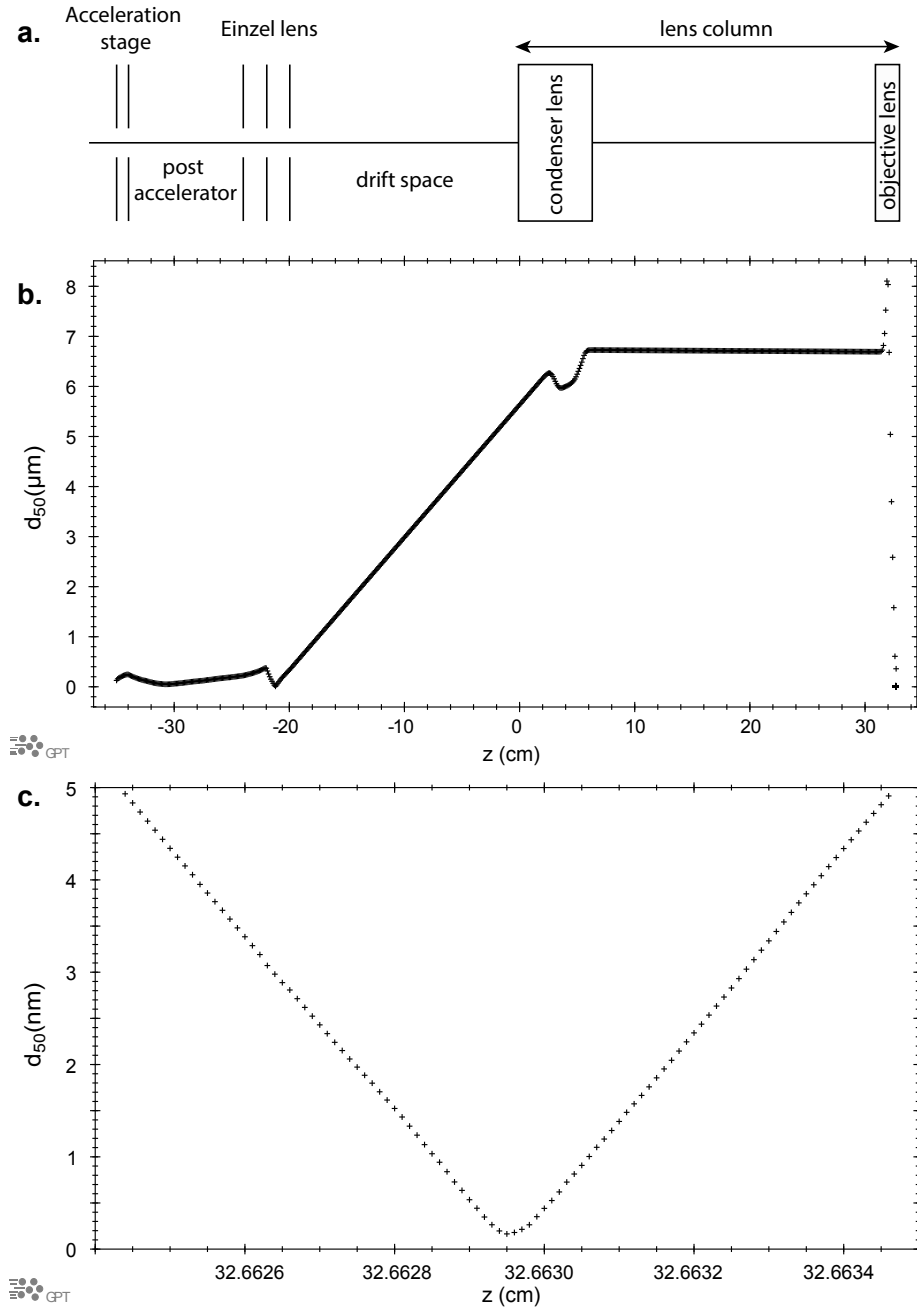 a.
Acceleration
stage
Einzel lens
lens column
post
accelerator
drift space
condenser lens
objective lens
b.
8
7
6
5
4
3
2
1
0
d50(µm)
-30
-20
-10
0
10
20
30
z (cm)
GPT
c.
5
4
3
2
1
0
d50(nm)
32.6626
32.6628
32.6630
32.6632
32.6634
z (cm)
GPT